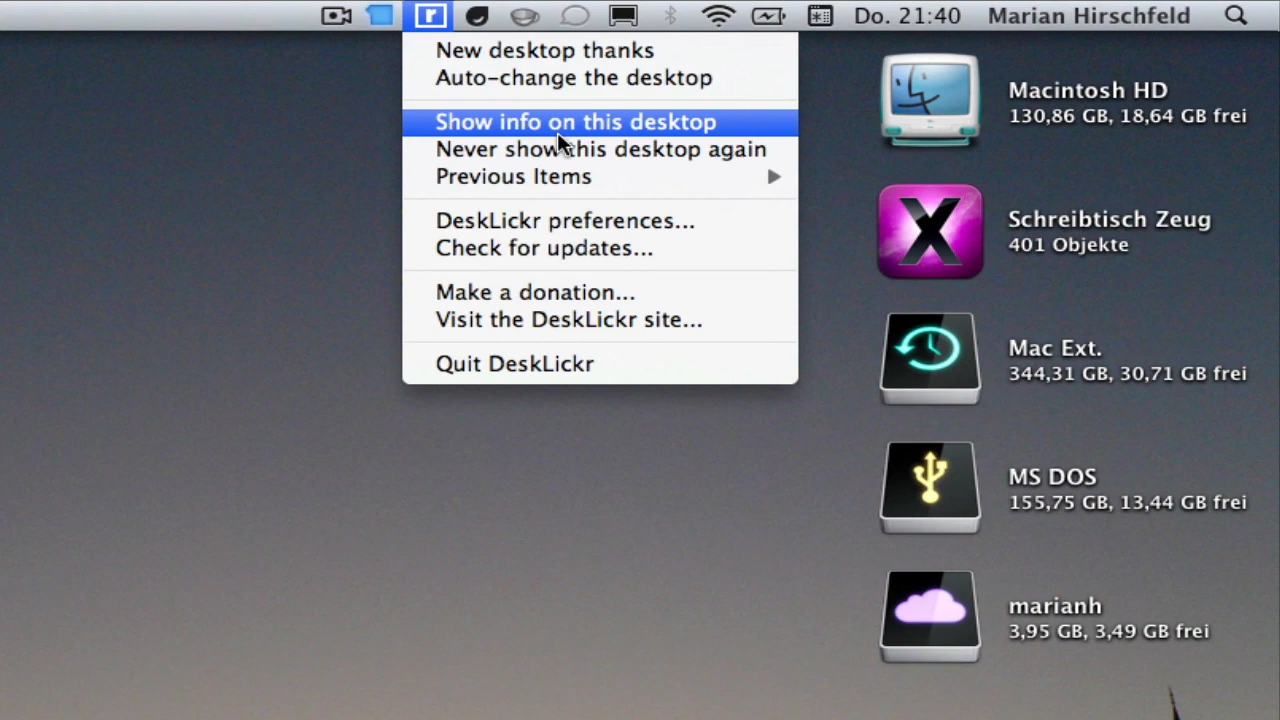 r
Do. 21:40
Marian Hirschfeld
New desktop thanks
Auto-change the desktop
Show info on this desktop
Never show this desktop again
Previous Items
DeskLickr preferences...
Check for updates...
Make a donation...
Visit the DeskLickr site...
Quit DeskLickr
Macintosh HD
130,86 GB, 18,64 GB frei
X
Schreibtisch Zeug
401 Objekte
Mac Ext.
344,31 GB, 30,71 GB frei
MS DOS
155,75 GB, 13,44 GB frei
marianh
3,95 GB, 3,49 GB frei